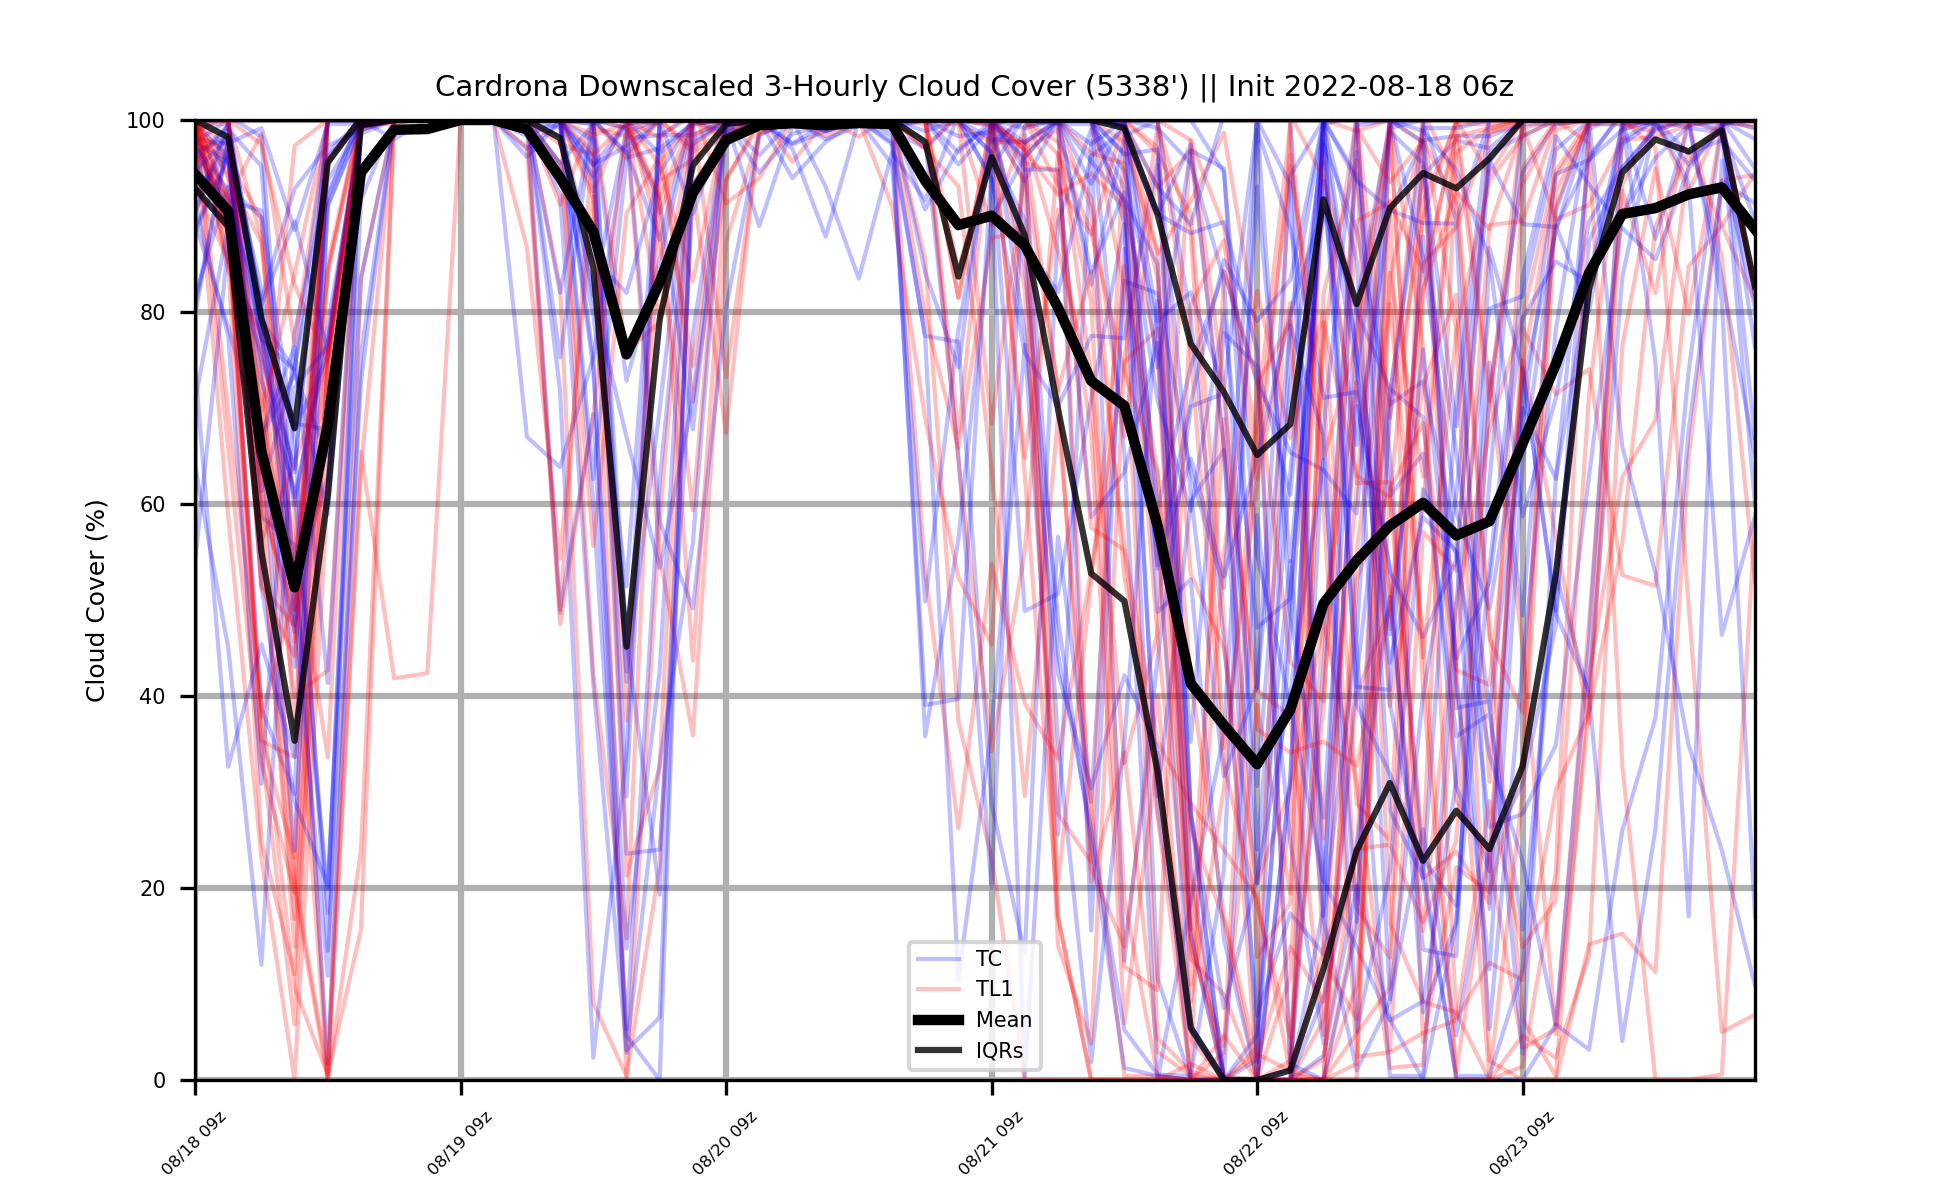 Cardrona Downscaled 3-Hourly Cloud Cover (5338') || Init 2022-08-18 06z
Cloud Cover (%)
100
80
60
40
20
0
TC
TL1
Mean
IQRs
08/18 09z
08/19 09z
08/20 09z
08/21 09z
08/22 09z
08/23 09z